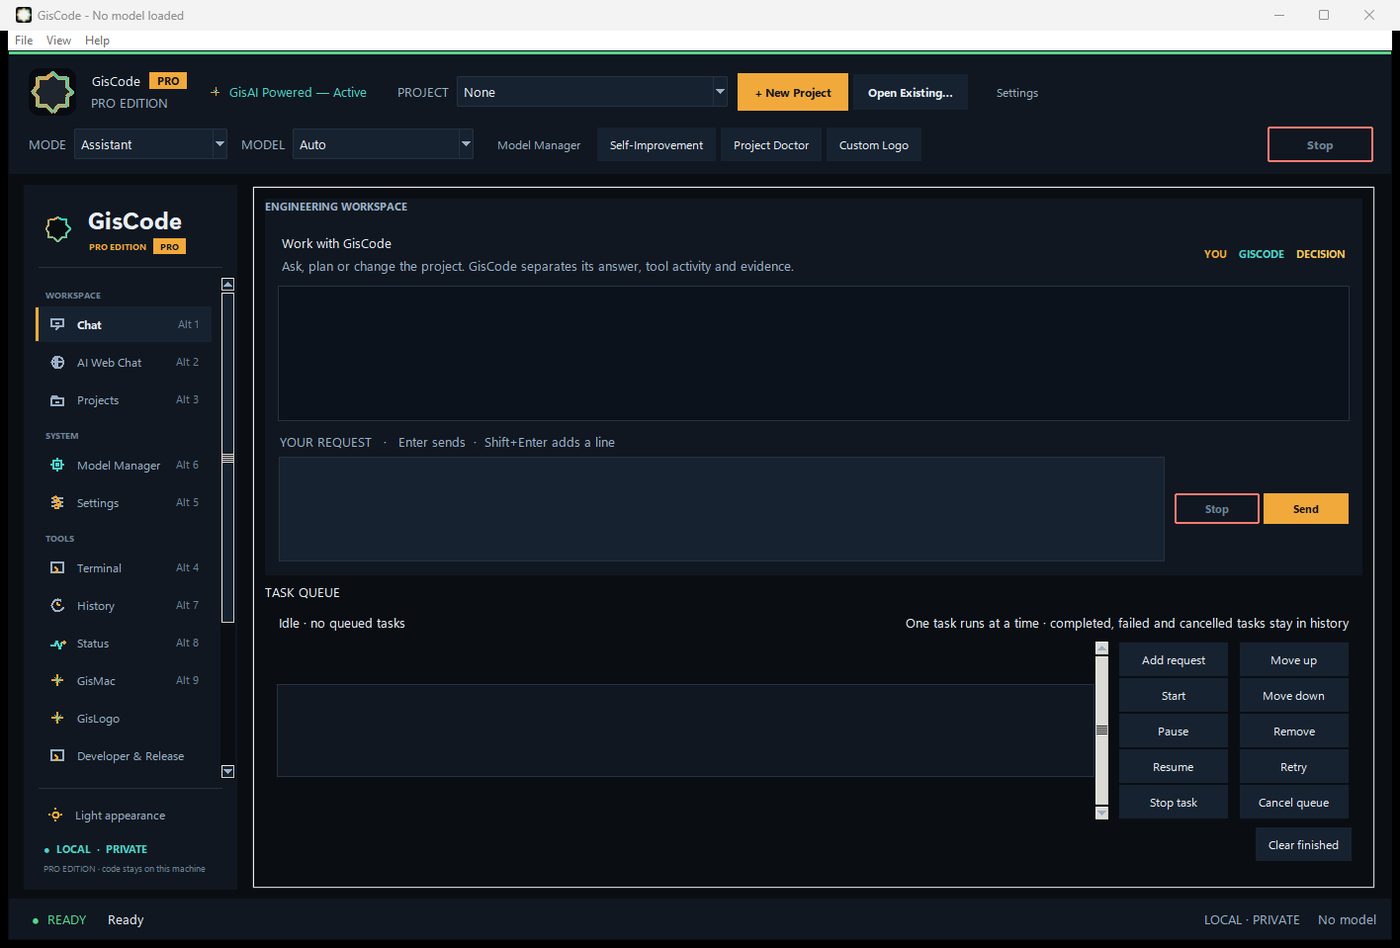 GisCode - No model loaded
File View Help
GisCode PRO
PRO EDITION
GisAI Powered — Active
PROJECT None
+ New Project
Open Existing...
Settings
MODE Assistant
MODEL Auto
Model Manager
Self-Improvement
Project Doctor
Custom Logo
Stop
GisCode
PRO EDITION PRO
WORKSPACE
Chat Alt 1
AI Web Chat Alt 2
Projects Alt 3
SYSTEM
Model Manager Alt 6
Settings Alt 5
TOOLS
Terminal Alt 4
History Alt 7
Status Alt 8
GisMac Alt 9
GisLogo
Developer & Release
Light appearance
● LOCAL · PRIVATE
PRO EDITION · code stays on this machine
ENGINEERING WORKSPACE
Work with GisCode
Ask, plan or change the project. GisCode separates its answer, tool activity and evidence.
YOU GISCODE DECISION
YOUR REQUEST · Enter sends · Shift+Enter adds a line
Stop Send
TASK QUEUE
Idle · no queued tasks
One task runs at a time · completed, failed and cancelled tasks stay in history
Add request Move up
Start Move down
Pause Remove
Resume Retry
Stop task Cancel queue
Clear finished
● READY Ready
LOCAL · PRIVATE No model